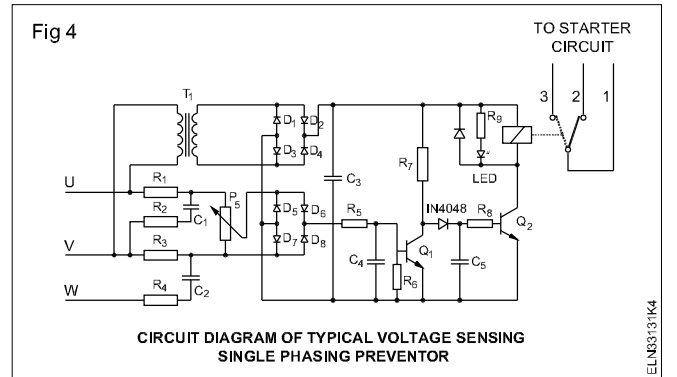 Fig 4
TO STARTER
CIRCUIT
3 2 1
T1
D1 D2
D3 D4
R9
R7
C3
LED
U
R1
P5
R2
C1
D5 D6
R5
IN4048
R8
Q2
V
R3
D7 D8
C4
Q1
C5
R6
W
R4
C2
CIRCUIT DIAGRAM OF TYPICAL VOLTAGE SENSING
SINGLE PHASING PREVENTOR
ELN33131K4